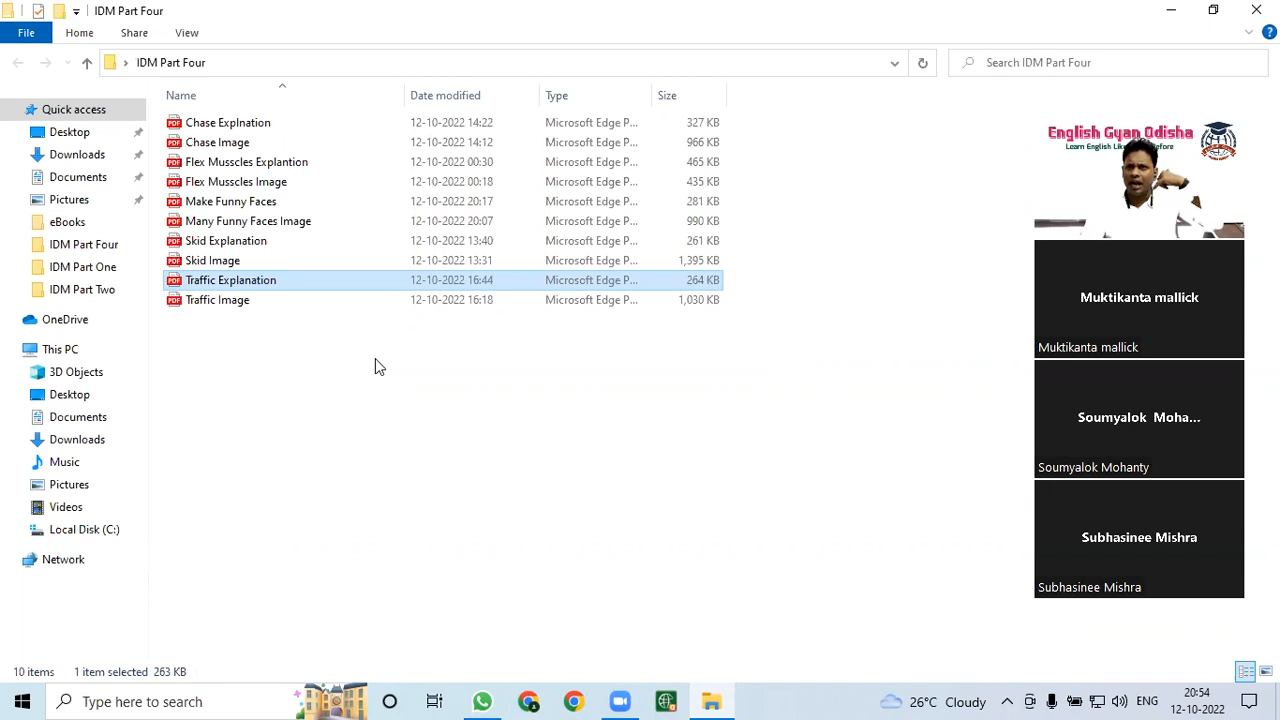 IDM Part Four
File Home Share View
IDM Part Four
Search IDM Part Four
Name Date modified Type Size
Quick access
Desktop
Downloads
Documents
Pictures
eBooks
IDM Part Four
IDM Part One
IDM Part Two
OneDrive
This PC
3D Objects
Desktop
Documents
Downloads
Music
Pictures
Videos
Local Disk (C:)
Network
Chase Explnation 12-10-2022 14:22 Microsoft Edge P... 327 KB
Chase Image 12-10-2022 14:12 Microsoft Edge P... 966 KB
Flex Musscles Explantion 12-10-2022 00:30 Microsoft Edge P... 465 KB
Flex Musscles Image 12-10-2022 00:18 Microsoft Edge P... 435 KB
Make Funny Faces 12-10-2022 20:17 Microsoft Edge P... 281 KB
Many Funny Faces Image 12-10-2022 20:07 Microsoft Edge P... 990 KB
Skid Explanation 12-10-2022 13:40 Microsoft Edge P... 261 KB
Skid Image 12-10-2022 13:31 Microsoft Edge P... 1,395 KB
Traffic Explanation 12-10-2022 16:44 Microsoft Edge P... 264 KB
Traffic Image 12-10-2022 16:18 Microsoft Edge P... 1,030 KB
English Gyan Odisha
Learn English Like
Muktikanta mallick
Muktikanta mallick
Soumyalok Moha...
Soumyalok Mohanty
Subhasinee Mishra
Subhasinee Mishra
10 items 1 item selected 263 KB
Type here to search
26°C Cloudy
ENG
20:54
12-10-2022